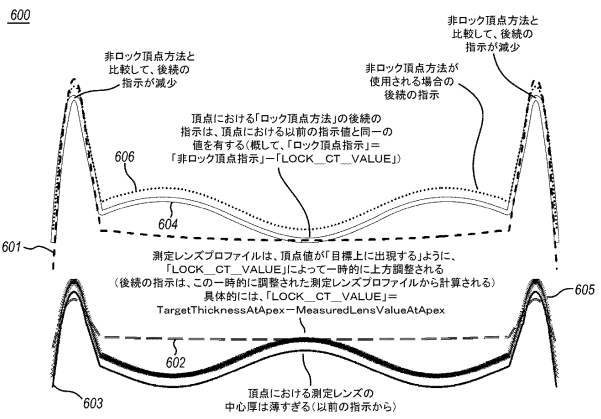 600
非ロック頂点方法と
比較して、後続の
指示が減少
非ロック頂点方法と
比較して、後続の
指示が減少
非ロック頂点方法が
使用される場合の
後続の指示
頂点における「ロック頂点方法」の後続の
指示は、頂点における以前の指示値と同一の
値を有する(概して、「ロック頂点指示」=
「非ロック頂点指示」−「LOCK＿CT＿VALUE」)
606
604
601
測定レンズプロファイルは、頂点値が「目標上に出現する」ように、
「LOCK＿CT＿VALUE」によって一時的に上方調整される
(後続の指示は、この一時的に調整された測定レンズプロファイルから計算される)
具体的には、「LOCK＿CT＿VALUE」=
TargetThicknessAtApex−MeasuredLensValueAtApex
605
602
603
頂点における測定レンズの
中心厚は薄すぎる(以前の指示から)